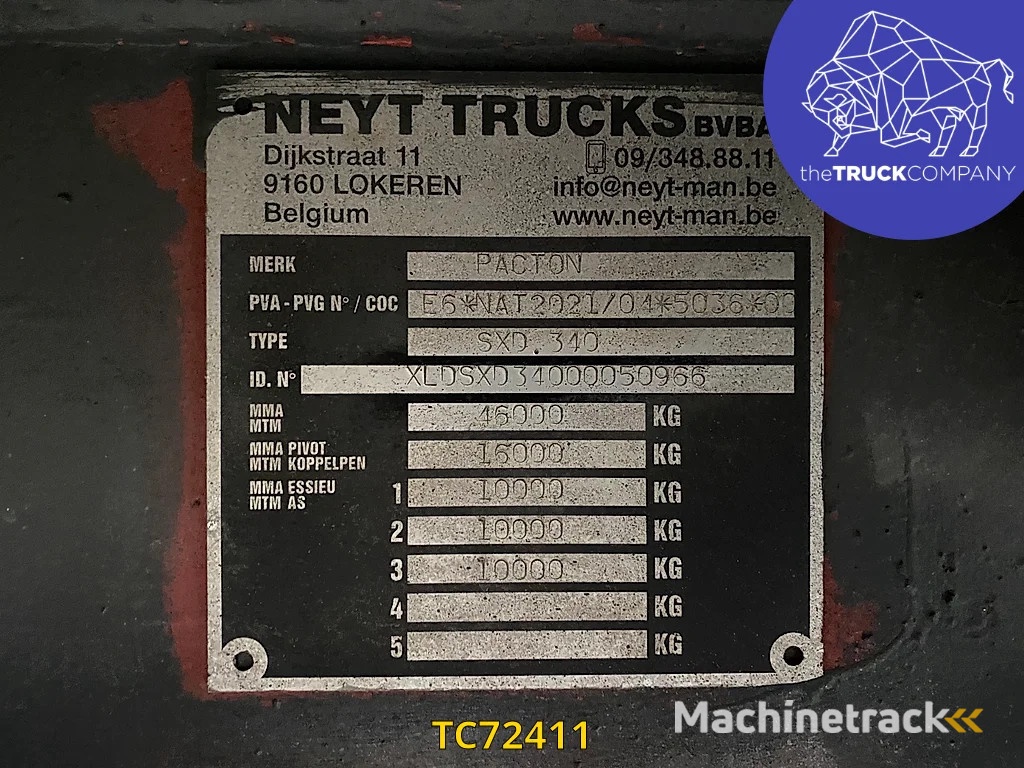 NEYT TRUCKS BVBA
Dijkstraat 11
9160 LOKEREN
Belgium
09/348.88.11
info@neyt-man.be
www.neyt-man.be
theTRUCKCOMPANY
MERK PACTON
PVA - PVG N° / COC E6*NAT2021/04*5036*00
TYPE SXD 340
ID. N° XLDSXD34000050966
MMA
MTM 46000 KG
MMA PIVOT
MTM KOPPELPEN 16000 KG
MMA ESSIEU
MTM AS 1 10000 KG
2 10000 KG
3 10000 KG
4 KG
5 KG
TC72411
Machinetrack